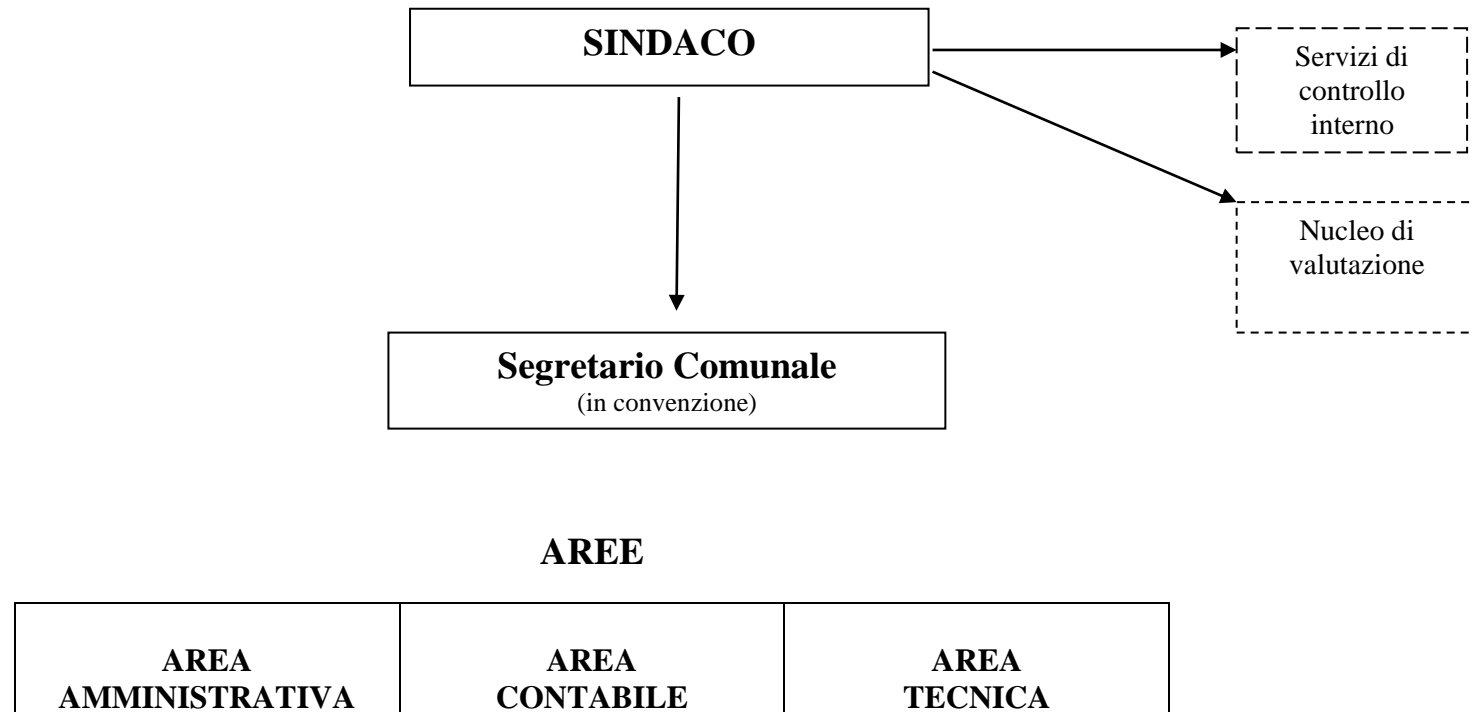 SINDACO
Servizi di
controllo
interno
Nucleo di
valutazione
Segretario Comunale
(in convenzione)
AREE
AREA
AMMINISTRATIVA
AREA
CONTABILE
AREA
TECNICA